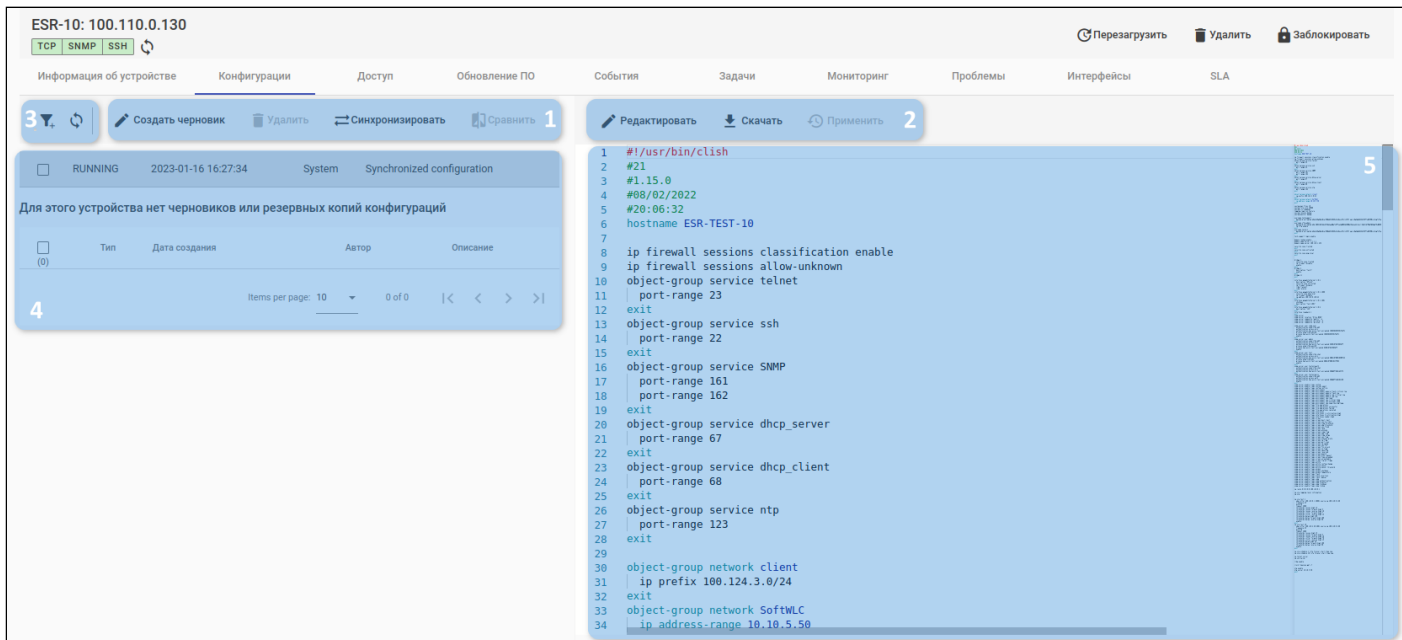 ESR-10: 100.110.0.130
TCP SNMP SSH
Перезагрузить Удалить Заблокировать
Информация об устройстве Конфигурации Доступ Обновление ПО События Задачи Мониторинг Проблемы Интерфейсы SLA
3 Создать черновик Удалить Синхронизировать Сравнить 1
RUNNING 2023-01-16 16:27:34 System Synchronized configuration
Для этого устройства нет черновиков или резервных копий конфигураций
Тип Дата создания Автор Описание
(0)
Items per page: 10 0 of 0
4
Редактировать Скачать Применить 2
5
1 #!/usr/bin/clish
2 #21
3 #1.15.0
4 #08/02/2022
5 #20:06:32
6 hostname ESR-TEST-10
7
8 ip firewall sessions classification enable
9 ip firewall sessions allow-unknown
10 object-group service telnet
11 port-range 23
12 exit
13 object-group service ssh
14 port-range 22
15 exit
16 object-group service SNMP
17 port-range 161
18 port-range 162
19 exit
20 object-group service dhcp_server
21 port-range 67
22 exit
23 object-group service dhcp_client
24 port-range 68
25 exit
26 object-group service ntp
27 port-range 123
28 exit
29
30 object-group network client
31 ip prefix 100.124.3.0/24
32 exit
33 object-group network SoftWLC
34 ip address-range 10.10.5.50